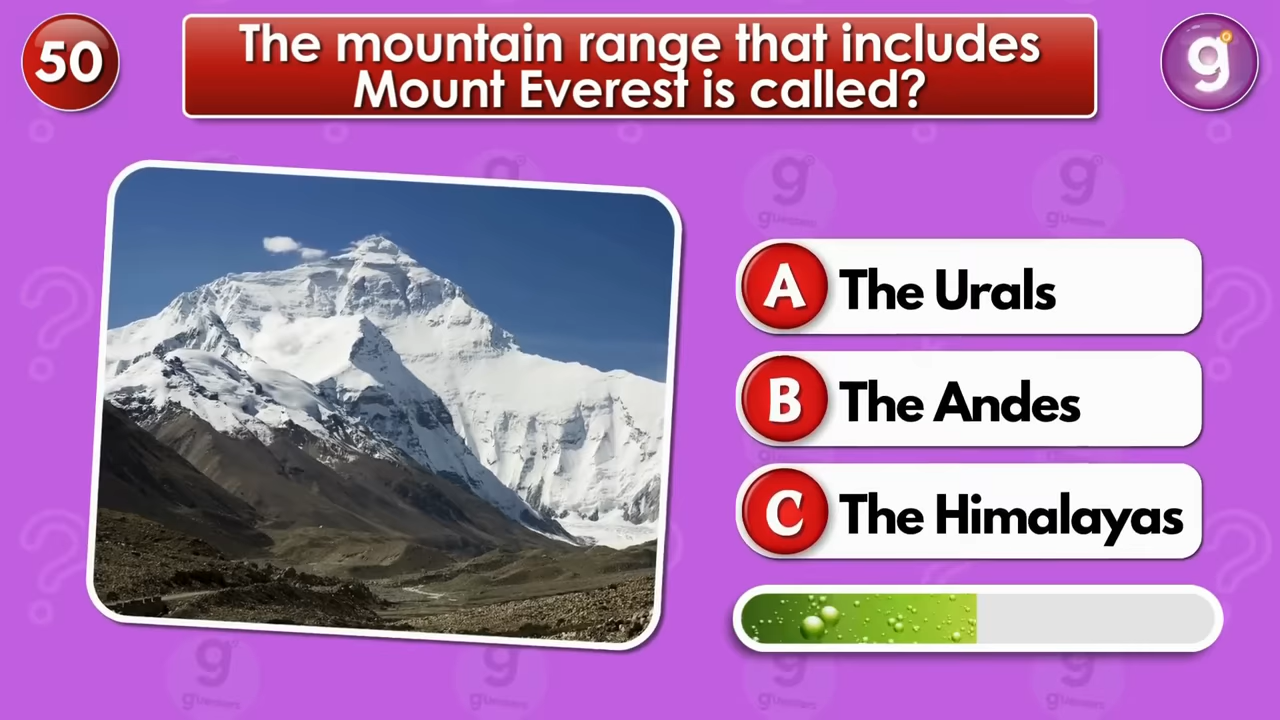 50
The mountain range that includes
Mount Everest is called?
g
A The Urals
B The Andes
C The Himalayas